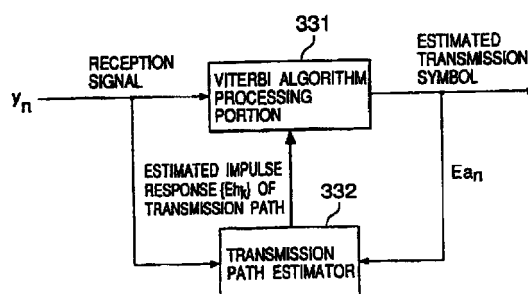 331
RECEPTION
SIGNAL
yn
VITERBI ALGORITHM
PROCESSING
PORTION
ESTIMATED
TRANSMISSION
SYMBOL
ESTIMATED IMPULSE
RESPONSE {Ehk} OF
TRANSMISSION PATH
Ean
332
TRANSMISSION
PATH ESTIMATOR